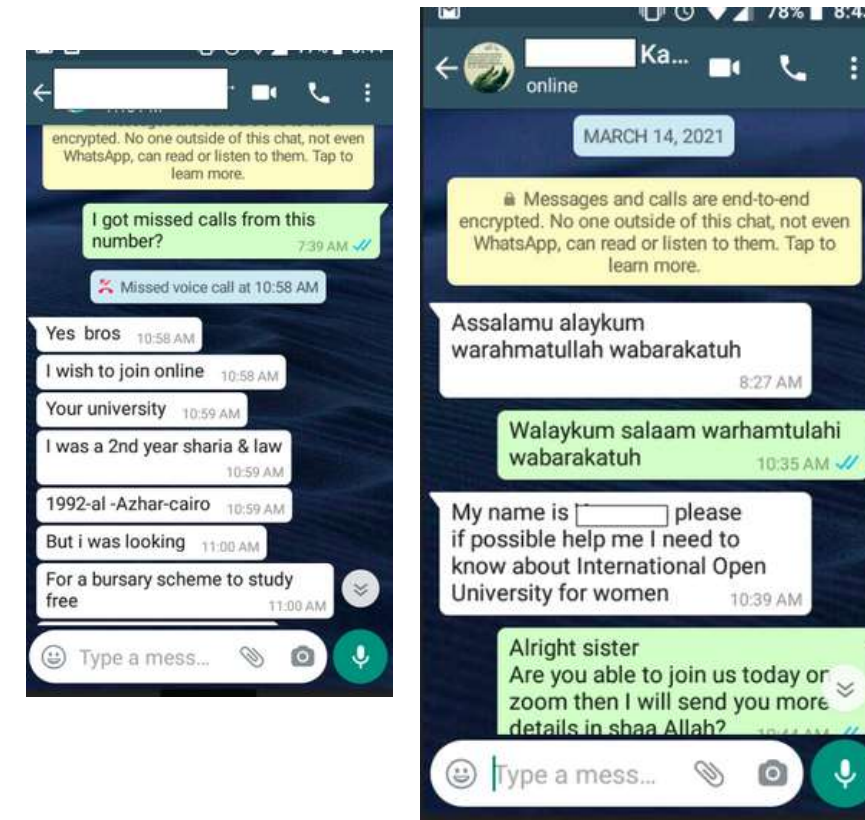 encrypted. No one outside of this chat, not even
WhatsApp, can read or listen to them. Tap to
learn more.
I got missed calls from this
number?
7:39 AM
Missed voice call at 10:58 AM
Yes bros 10:58 AM
I wish to join online 10:58 AM
Your university 10:59 AM
I was a 2nd year sharia & law
10:59 AM
1992-al -Azhar-cairo 10:59 AM
But i was looking 11:00 AM
For a bursary scheme to study
free 11:00 AM
Type a mess...
78%
Ka...
online
MARCH 14, 2021
Messages and calls are end-to-end
encrypted. No one outside of this chat, not even
WhatsApp, can read or listen to them. Tap to
learn more.
Assalamu alaykum
warahmatullah wabarakatuh
8:27 AM
Walaykum salaam warhamtulahi
wabarakatuh 10:35 AM
My name is please
if possible help me I need to
know about International Open
University for women 10:39 AM
Alright sister
Are you able to join us today on
zoom then I will send you more
details in shaa Allah?
Type a mess...